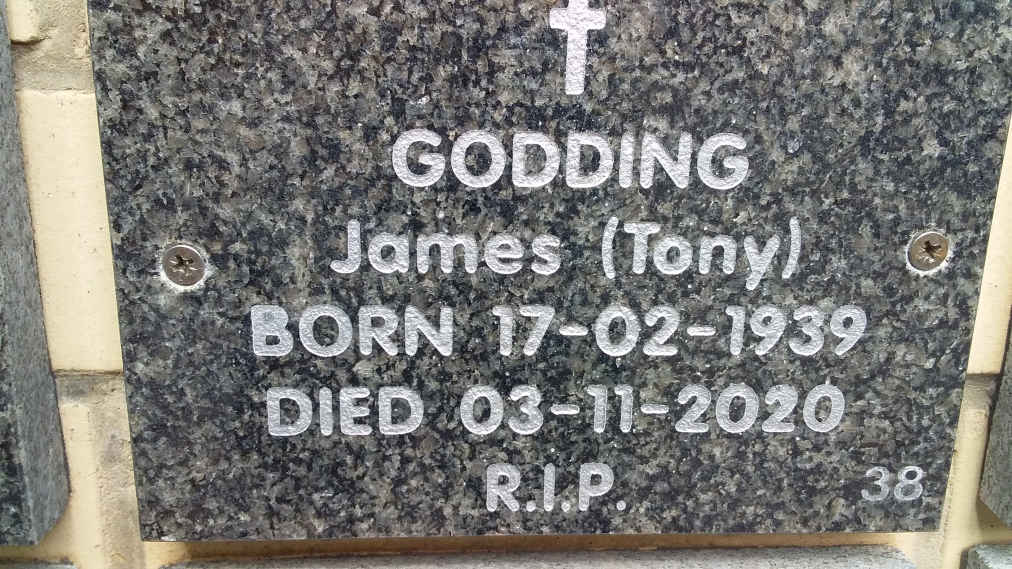 GODDING
James (Tony)
BORN 17-02-1939
DIED 03-11-2020
R.I.P.
38